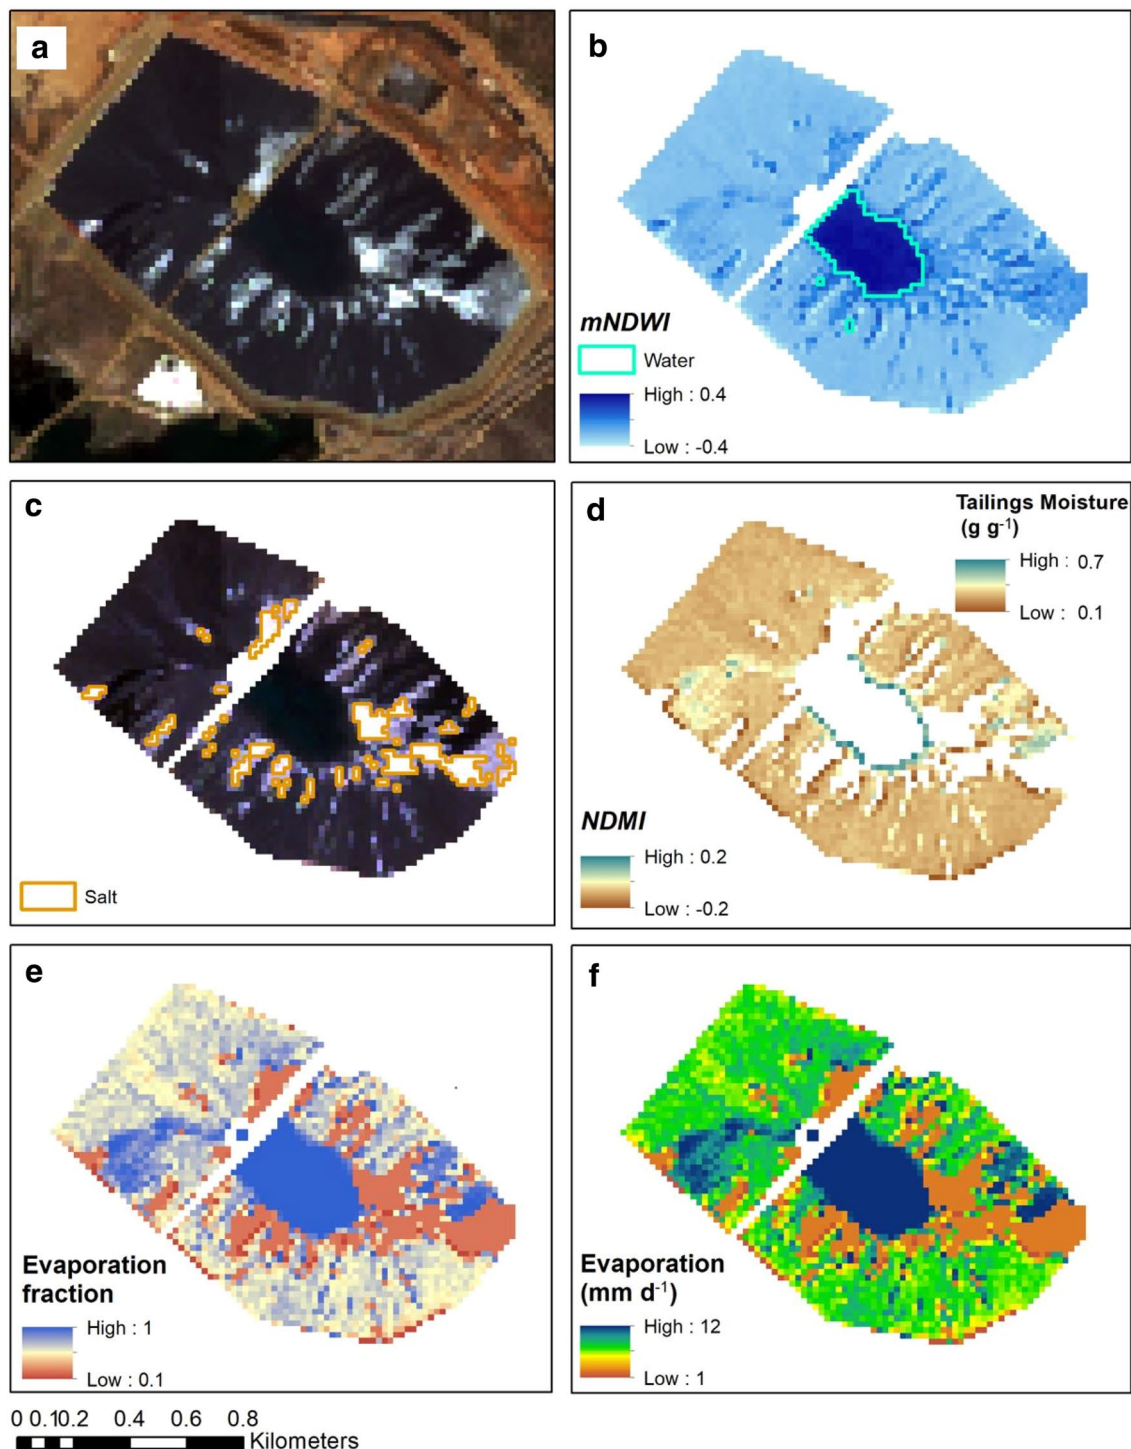 a
b
mNDWI
Water
High : 0.4
Low : -0.4
c
Salt
d
Tailings Moisture
(g g-1)
High : 0.7
Low : 0.1
NDMI
High : 0.2
Low : -0.2
e
Evaporation
fraction
High : 1
Low : 0.1
f
Evaporation
(mm d-1)
High : 12
Low : 1
0 0.10.2 0.4 0.6 0.8
Kilometers